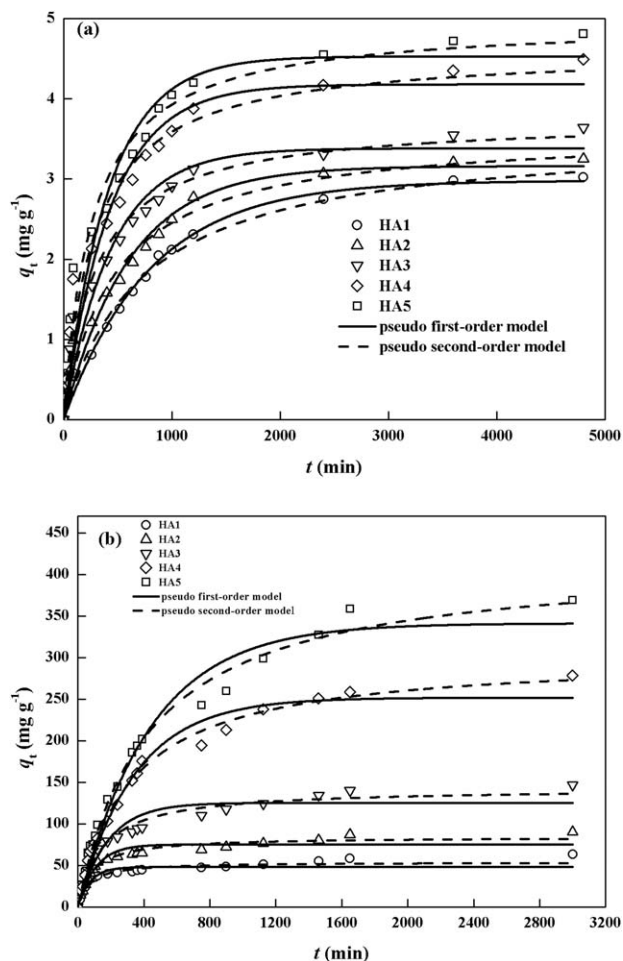 (a)
5
4
3
2
1
0
q_t (mg g⁻¹)
HA1
HA2
HA3
HA4
HA5
pseudo first-order model
pseudo second-order model
0 1000 2000 3000 4000 5000
t (min)
(b)
450
400
350
300
250
200
150
100
50
0
q_t (mg g⁻¹)
HA1
HA2
HA3
HA4
HA5
pseudo first-order model
pseudo second-order model
0 400 800 1200 1600 2000 2400 2800 3200
t (min)